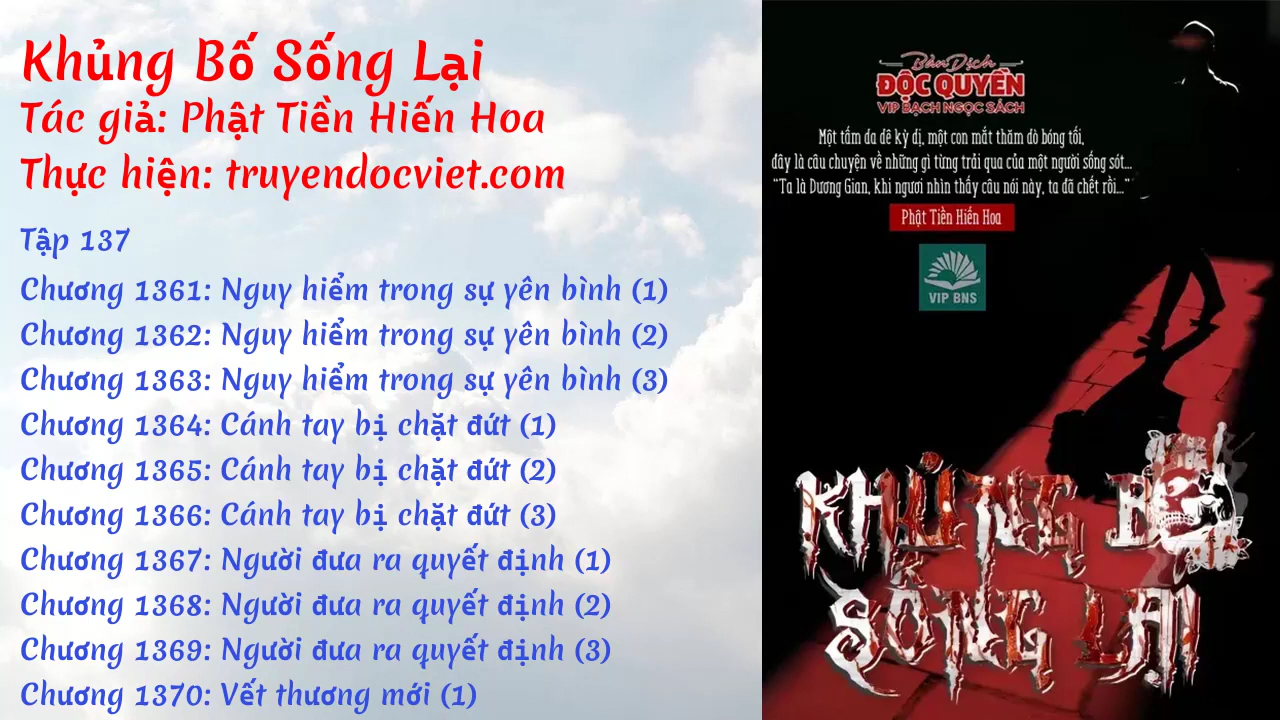 Khủng Bố Sống Lại
Tác giả: Phật Tiền Hiến Hoa
Thực hiện: truyendocviet.com
Tập 137
Chương 1361: Nguy hiểm trong sự yên bình (1)
Chương 1362: Nguy hiểm trong sự yên bình (2)
Chương 1363: Nguy hiểm trong sự yên bình (3)
Chương 1364: Cánh tay bị chặt đứt (1)
Chương 1365: Cánh tay bị chặt đứt (2)
Chương 1366: Cánh tay bị chặt đứt (3)
Chương 1367: Người đưa ra quyết định (1)
Chương 1368: Người đưa ra quyết định (2)
Chương 1369: Người đưa ra quyết định (3)
Chương 1370: Vết thương mới (1)
Bản Dịch
ĐỘC QUYỀN
VIP BẠCH NGỌC SÁCH
Một tấm da dê kỳ dị, một con mắt thăm dò bóng tối,
đây là câu chuyện về những gì từng trải qua của một người sống sót...
"Ta là Dương Gian, khi ngươi nhìn thấy câu nói này, ta đã chết rồi..."
Phật Tiền Hiến Hoa
VIP BNS
KHỦNG BỐ
SỐNG LẠI